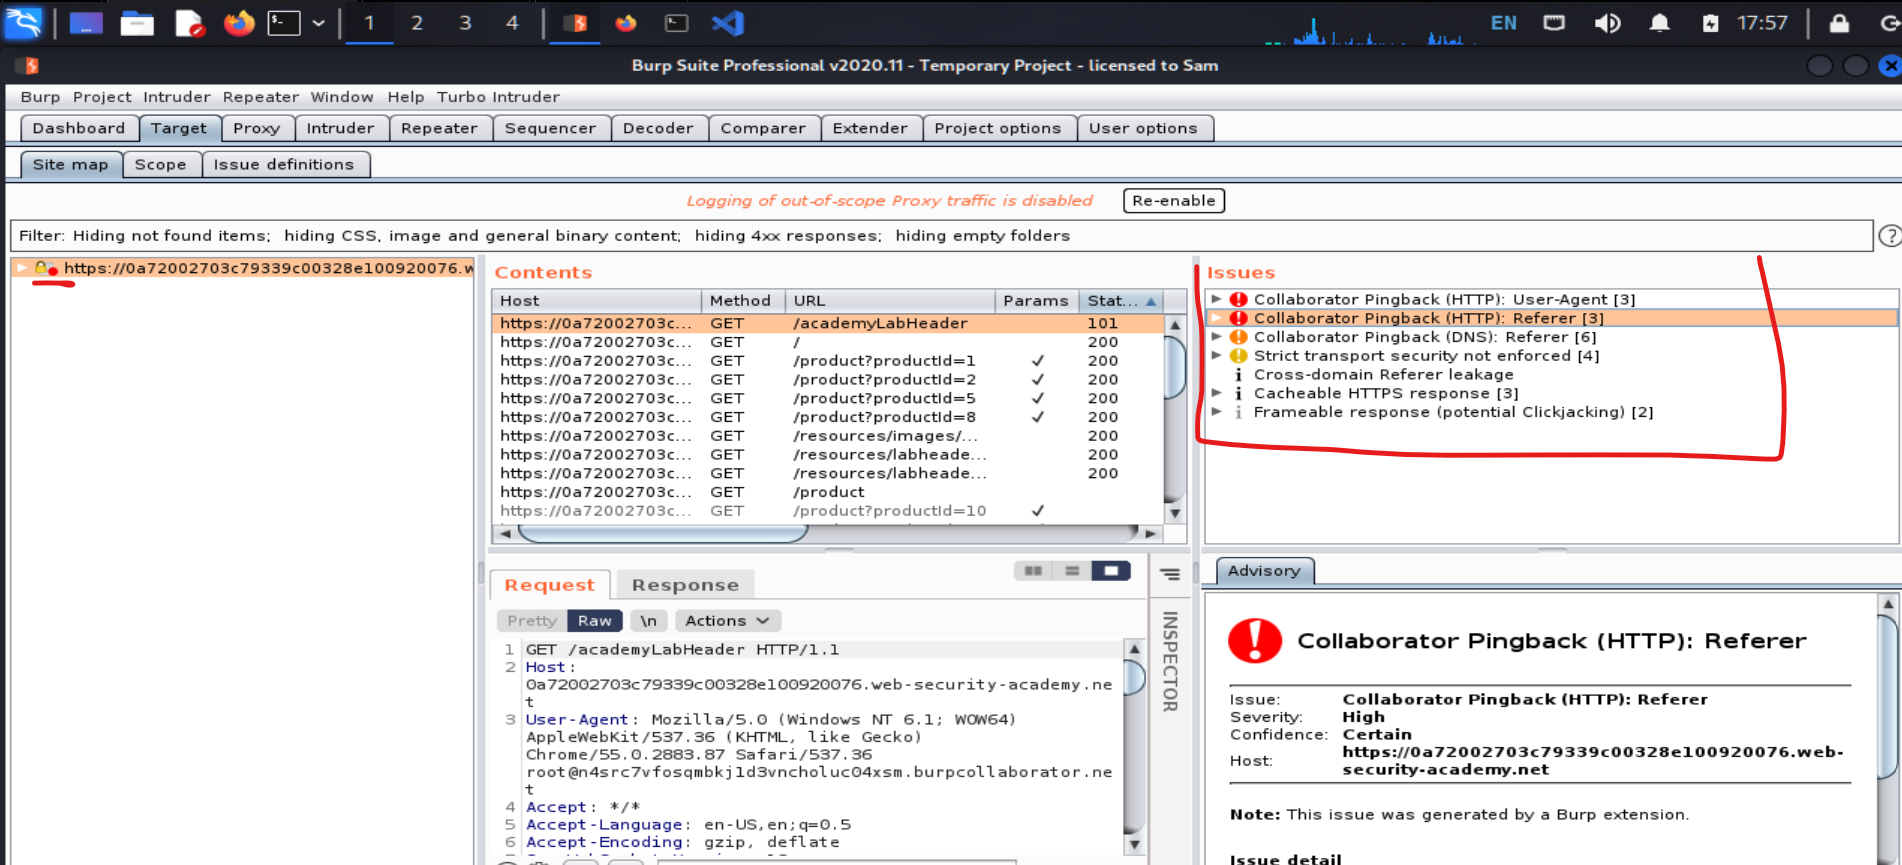 1 2 3 4 EN 17:57
Burp Suite Professional v2020.11 - Temporary Project - licensed to Sam
Burp Project Intruder Repeater Window Help Turbo Intruder
Dashboard Target Proxy Intruder Repeater Sequencer Decoder Comparer Extender Project options User options
Site map Scope Issue definitions
Logging of out-of-scope Proxy traffic is disabled Re-enable
Filter: Hiding not found items; hiding CSS, image and general binary content; hiding 4xx responses; hiding empty folders ?
https://0a72002703c79339c00328e100920076.w
Contents
Host Method URL Params Stat...
https://0a72002703c... GET /academyLabHeader 101
https://0a72002703c... GET / 200
https://0a72002703c... GET /product?productId=1 ✓ 200
https://0a72002703c... GET /product?productId=2 ✓ 200
https://0a72002703c... GET /product?productId=5 ✓ 200
https://0a72002703c... GET /product?productId=8 ✓ 200
https://0a72002703c... GET /resources/images/... 200
https://0a72002703c... GET /resources/labheade... 200
https://0a72002703c... GET /resources/labheade... 200
https://0a72002703c... GET /product
https://0a72002703c... GET /product?productId=10 ✓
Issues
Collaborator Pingback (HTTP): User-Agent [3]
Collaborator Pingback (HTTP): Referer [3]
Collaborator Pingback (DNS): Referer [6]
Strict transport security not enforced [4]
Cross-domain Referer leakage
Cacheable HTTPS response [3]
Frameable response (potential Clickjacking) [2]
Request Response
Pretty Raw \n Actions
1 GET /academyLabHeader HTTP/1.1
2 Host:
0a72002703c79339c00328e100920076.web-security-academy.ne
t
3 User-Agent: Mozilla/5.0 (Windows NT 6.1; WOW64)
AppleWebKit/537.36 (KHTML, like Gecko)
Chrome/55.0.2883.87 Safari/537.36
root@n4src7vfosqmbkj1d3vncholuc04xsm.burpcollaborator.ne
t
4 Accept: */*
5 Accept-Language: en-US,en;q=0.5
6 Accept-Encoding: gzip, deflate
INSPECTOR
Advisory
Collaborator Pingback (HTTP): Referer
Issue: Collaborator Pingback (HTTP): Referer
Severity: High
Confidence: Certain
Host: https://0a72002703c79339c00328e100920076.web-
security-academy.net
Note: This issue was generated by a Burp extension.
Issue detail